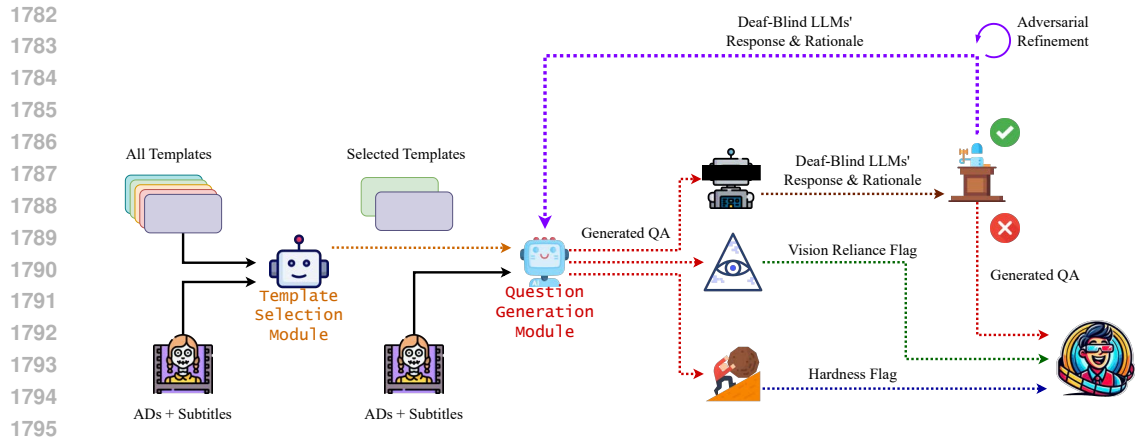 1782
1783
1784
1785
1786
1787
1788
1789
1790
1791
1792
1793
1794
1795
Deaf-Blind LLMs'
Response & Rationale
Adversarial
Refinement
All Templates
Selected Templates
Deaf-Blind LLMs'
Response & Rationale
Generated QA
Vision Reliance Flag
Generated QA
Template
Selection
Module
Question
Generation
Module
Hardness Flag
ADs + Subtitles
ADs + Subtitles